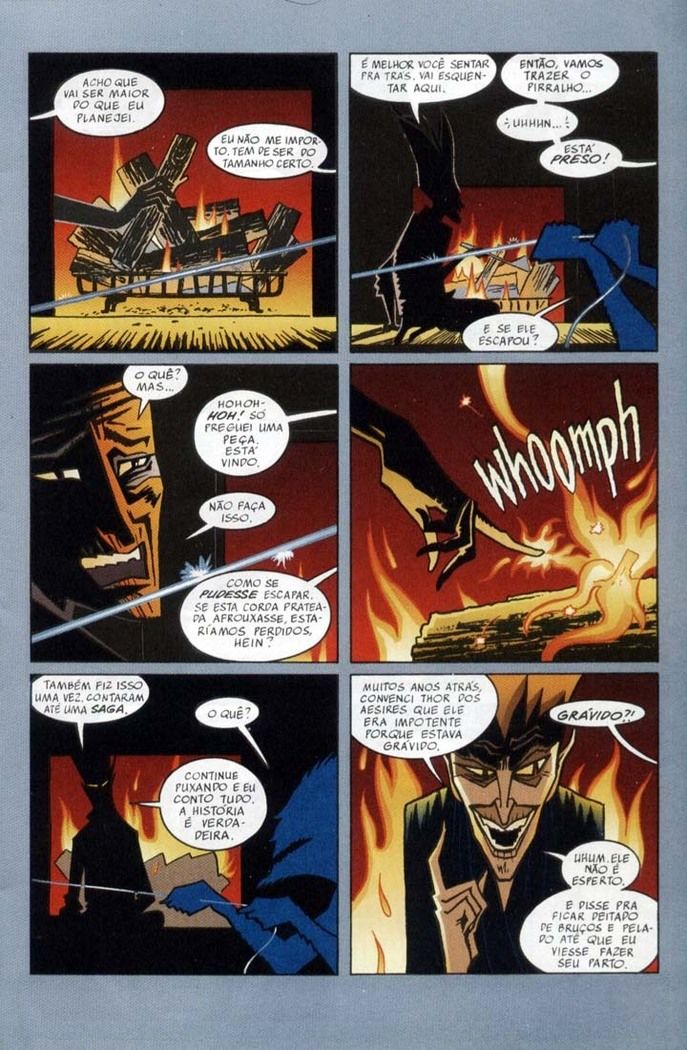 ACHO QUE
VAI SER MAIOR
DO QUE EU
PLANEJEI.
EU NÃO ME IMPOR-
TO. TEM DE SER DO
TAMANHO CERTO.
É MELHOR VOCÊ SENTAR
PRA TRÁS. VAI ESQUEN-
TAR AQUI.
ENTÃO, VAMOS
TRAZER O
PIRRALHO...
UHHHN...
ESTÁ
PRESO!
E SE ELE
ESCAPOU?
O QUÊ?
MAS...
HOHOH-
HOH! SÓ
PREGUEI UMA
PEÇA.
ESTÁ
VINDO.
NÃO FAÇA
ISSO.
COMO SE
PUDESSE ESCAPAR.
SE ESTA CORDA PRATEA-
DA AFROUXASSE, ESTA-
RÍAMOS PERDIDOS,
HEIN?
WHOOMPH
TAMBÉM FIZ ISSO
UMA VEZ. CONTARAM
ATÉ UMA SAGA.
O QUÊ?
CONTINUE
PUXANDO E EU
CONTO TUDO.
A HISTÓRIA
É VERDA-
DEIRA.
MUITOS ANOS ATRÁS,
CONVENCI THOR DOS
AESIRES QUE ELE
ERA IMPOTENTE
PORQUE ESTAVA
GRÁVIDO.
GRÁVIDO?!
UHUM. ELE
NÃO É
ESPERTO.
E DISSE PRA
FICAR DEITADO
DE BRUÇOS E PELA-
DO ATÉ QUE EU
VIESSE FAZER
SEU PARTO.